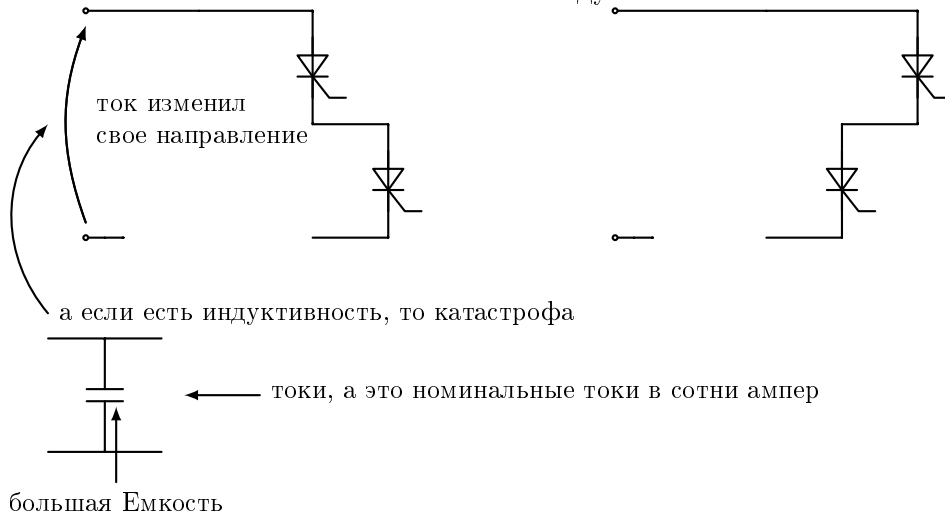 ток изменил
свое направление
а если есть индуктивность, то катастрофа
токи, а это номинальные токи в сотни ампер
большая Емкость